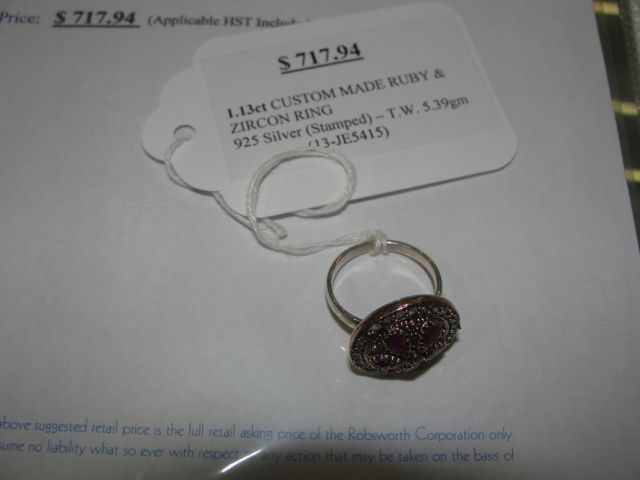 Price: $ 717.94 (Applicable HST
$ 717.94
1.13ct CUSTOM MADE RUBY &
ZIRCON RING
925 Silver (Stamped) – T.W. 5.39gm
(13-JE5415)
above suggested retail price is the full retail asking price of the Robsworth Corporation only.
no liability what so ever with respect any action that may be taken on the basis of